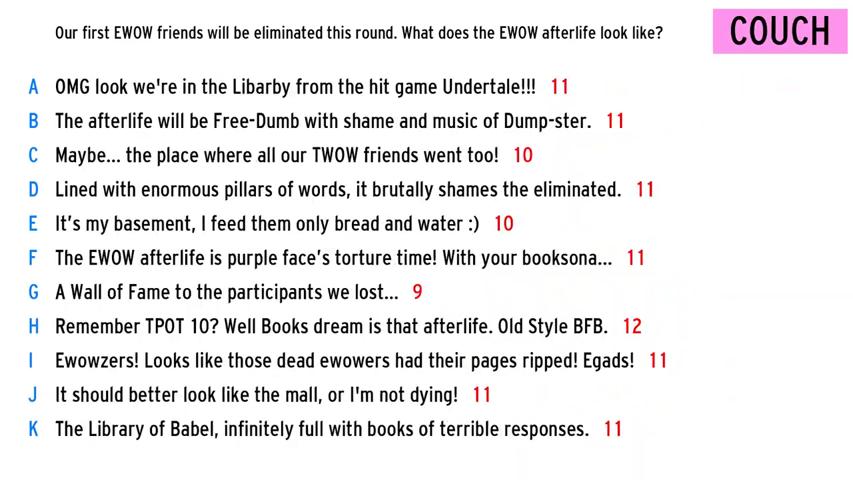 Our first EWOW friends will be eliminated this round. What does the EWOW afterlife look like?
COUCH
A OMG look we're in the Libarby from the hit game Undertale!!! 11
B The afterlife will be Free-Dumb with shame and music of Dump-ster. 11
C Maybe... the place where all our TWOW friends went too! 10
D Lined with enormous pillars of words, it brutally shames the eliminated. 11
E It's my basement, I feed them only bread and water :) 10
F The EWOW afterlife is purple face's torture time! With your booksona... 11
G A Wall of Fame to the participants we lost... 9
H Remember TPOT 10? Well Books dream is that afterlife. Old Style BFB. 12
I Ewowzers! Looks like those dead ewowers had their pages ripped! Egads! 11
J It should better look like the mall, or I'm not dying! 11
K The Library of Babel, infinitely full with books of terrible responses. 11